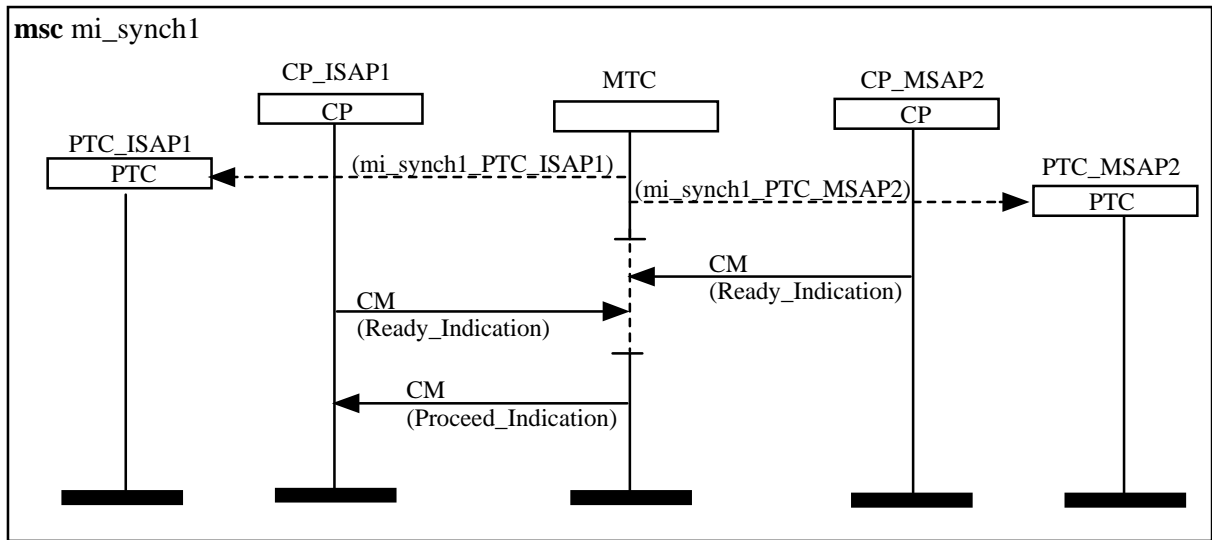 msc mi_synch1
CP_ISAP1
MTC
CP_MSAP2
CP
CP
PTC_ISAP1
PTC
(mi_synch1_PTC_ISAP1)
PTC_MSAP2
(mi_synch1_PTC_MSAP2)
PTC
CM
(Ready_Indication)
CM
(Ready_Indication)
CM
(Proceed_Indication)